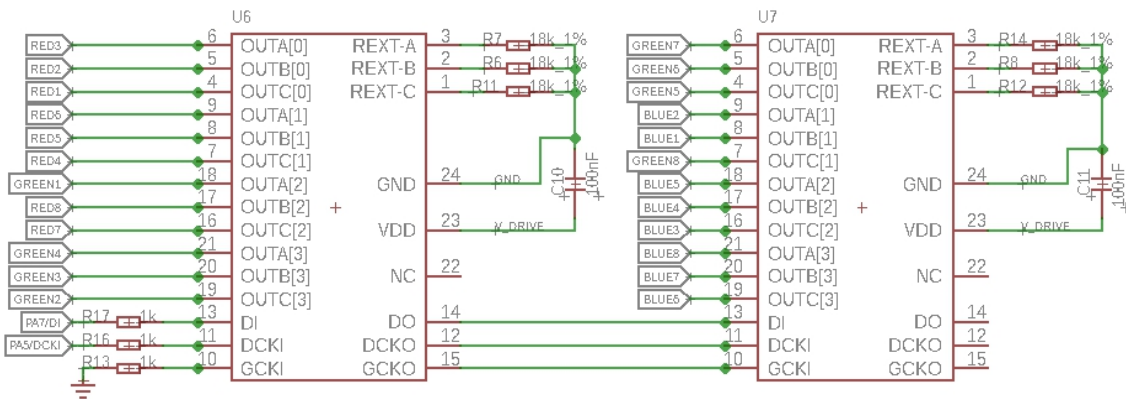 U6 U7
RED3 6 OUTA[0] REXT-A 3 R7 18k_1% GREEN7 6 OUTA[0] REXT-A 3 R14 18k_1%
RED2 5 OUTB[0] REXT-B 2 R6 18k_1% GREEN6 5 OUTB[0] REXT-B 2 R8 18k_1%
RED1 4 OUTC[0] REXT-C 1 R11 18k_1% GREEN5 4 OUTC[0] REXT-C 1 R12 18k_1%
RED6 9 OUTA[1] BLUE2 9 OUTA[1]
RED5 8 OUTB[1] BLUE1 8 OUTB[1]
RED4 7 OUTC[1] GREEN8 7 OUTC[1]
GREEN1 18 OUTA[2] GND 24 GND C10 100nF BLUE5 18 OUTA[2] GND 24 GND C11 100nF
RED8 17 OUTB[2] BLUE4 17 OUTB[2]
RED7 16 OUTC[2] VDD 23 V_DRIVE BLUE3 16 OUTC[2] VDD 23 V_DRIVE
GREEN4 21 OUTA[3] BLUE8 21 OUTA[3]
GREEN3 20 OUTB[3] NC 22 BLUE7 20 OUTB[3] NC 22
GREEN2 19 OUTC[3] BLUE6 19 OUTC[3]
PA7/DI R17 1k 13 DI DO 14 13 DI DO 14
PA5/DCKI R16 1k 11 DCKI DCKO 12 11 DCKI DCKO 12
R13 1k 10 GCKI GCKO 15 10 GCKI GCKO 15